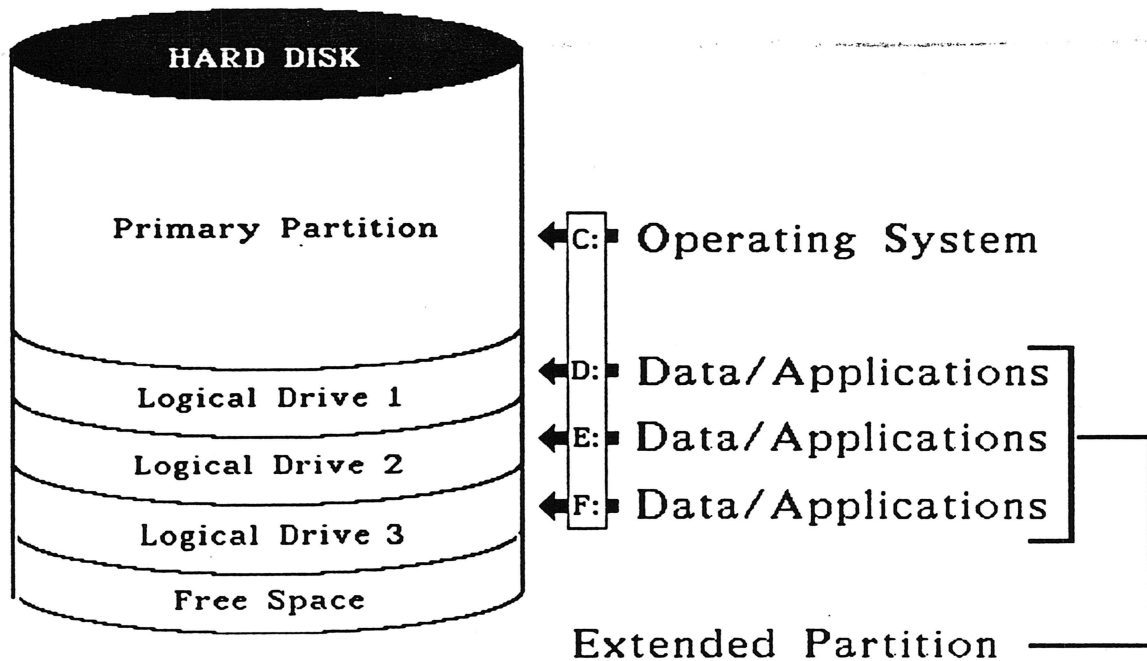 HARD DISK
Primary Partition
C: Operating System
Logical Drive 1
D: Data/Applications
Logical Drive 2
E: Data/Applications
Logical Drive 3
F: Data/Applications
Free Space
Extended Partition